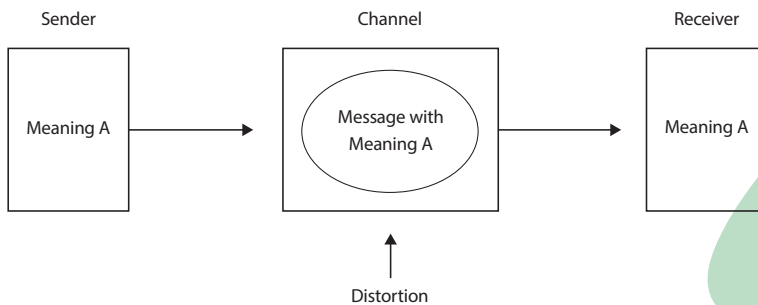 Sender
Channel
Receiver
Meaning A
Message with
Meaning A
Meaning A
Distortion